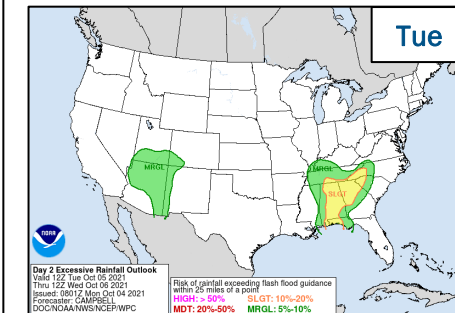 Tue
MRGL
MRGL
SLGT
NOAA
Day 2 Excessive Rainfall Outlook
Valid 12Z Tue Oct 05 2021
Thru 12Z Wed Oct 06 2021
Issued: 0801Z Mon Oct 04 2021
Forecaster: CAMPBELL
DOC/NOAA/NWS/NCEP/WPC
Risk of rainfall exceeding flash flood guidance
within 25 miles of a point
HIGH: > 50% SLGT: 10%-20%
MDT: 20%-50% MRGL: 5%-10%